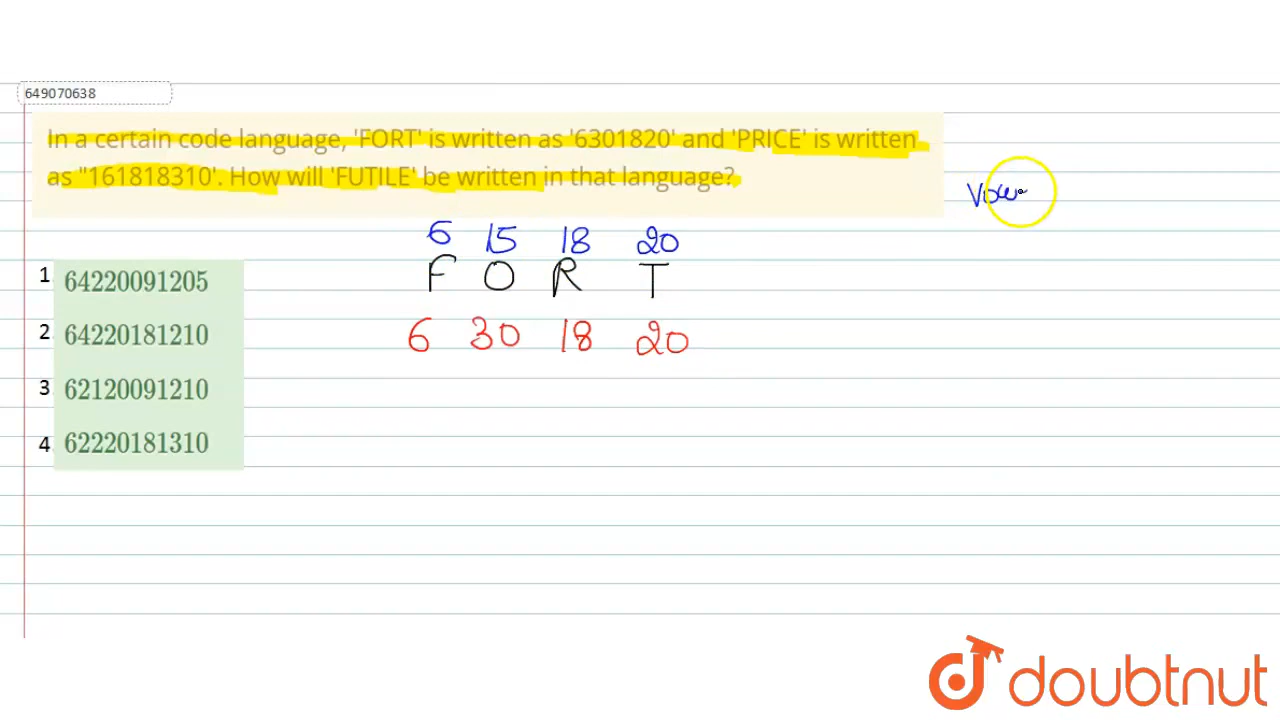 649070638
In a certain code language, 'FORT' is written as '6301820' and 'PRICE' is written
as "161818310'. How will 'FUTILE' be written in that language?
Vow
6 15 18 20
F O R T
6 30 18 20
1. 64220091205
2. 64220181210
3. 62120091210
4. 62220181310
doubtnut